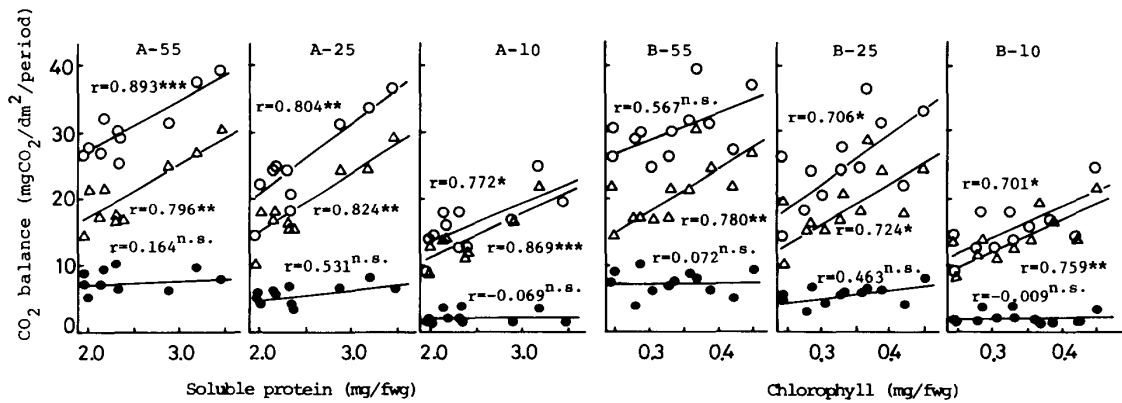 CO₂ balance (mgCO₂/dm²/period)
40
30
20
10
0
A-55
r=0.893***
r=0.796**
r=0.164n.s.
A-25
r=0.804**
r=0.824**
r=0.531n.s.
A-10
r=0.772*
r=0.869***
r=-0.069n.s.
B-55
r=0.567n.s.
r=0.780**
r=0.072n.s.
B-25
r=0.706*
r=0.724*
r=0.463n.s.
B-10
r=0.701*
r=0.759**
r=-0.009n.s.
2.0 3.0 2.0 3.0 2.0 3.0 0.3 0.4 0.3 0.4 0.3 0.4
Soluble protein (mg/fwg)
Chlorophyll (mg/fwg)